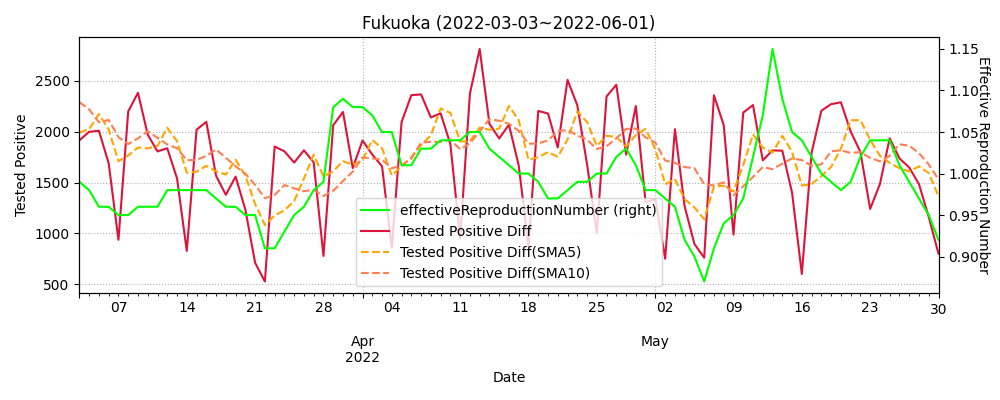 Fukuoka (2022-03-03~2022-06-01)
Tested Positive
2500
2000
1500
1000
500
1.15
1.10
1.05
1.00
0.95
0.90
Effective Reproduction Number
effectiveReproductionNumber (right)
Tested Positive Diff
Tested Positive Diff(SMA5)
Tested Positive Diff(SMA10)
07 14 21 28 04 11 18 25 02 09 16 23 30
Apr May
2022
Date